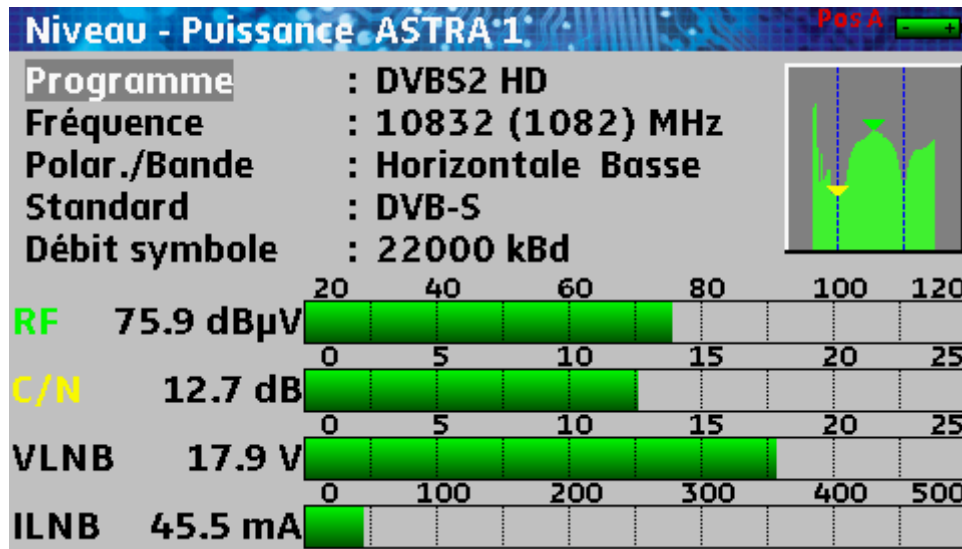 Niveau - Puissance ASTRA 1 Pos A - +
Programme : DVBS2 HD
Fréquence : 10832 (1082) MHz
Polar./Bande : Horizontale Basse
Standard : DVB-S
Débit symbole : 22000 kBd
20 40 60 80 100 120
RF 75.9 dBµV
0 5 10 15 20 25
C/N 12.7 dB
0 5 10 15 20 25
VLNB 17.9 V
0 100 200 300 400 500
ILNB 45.5 mA